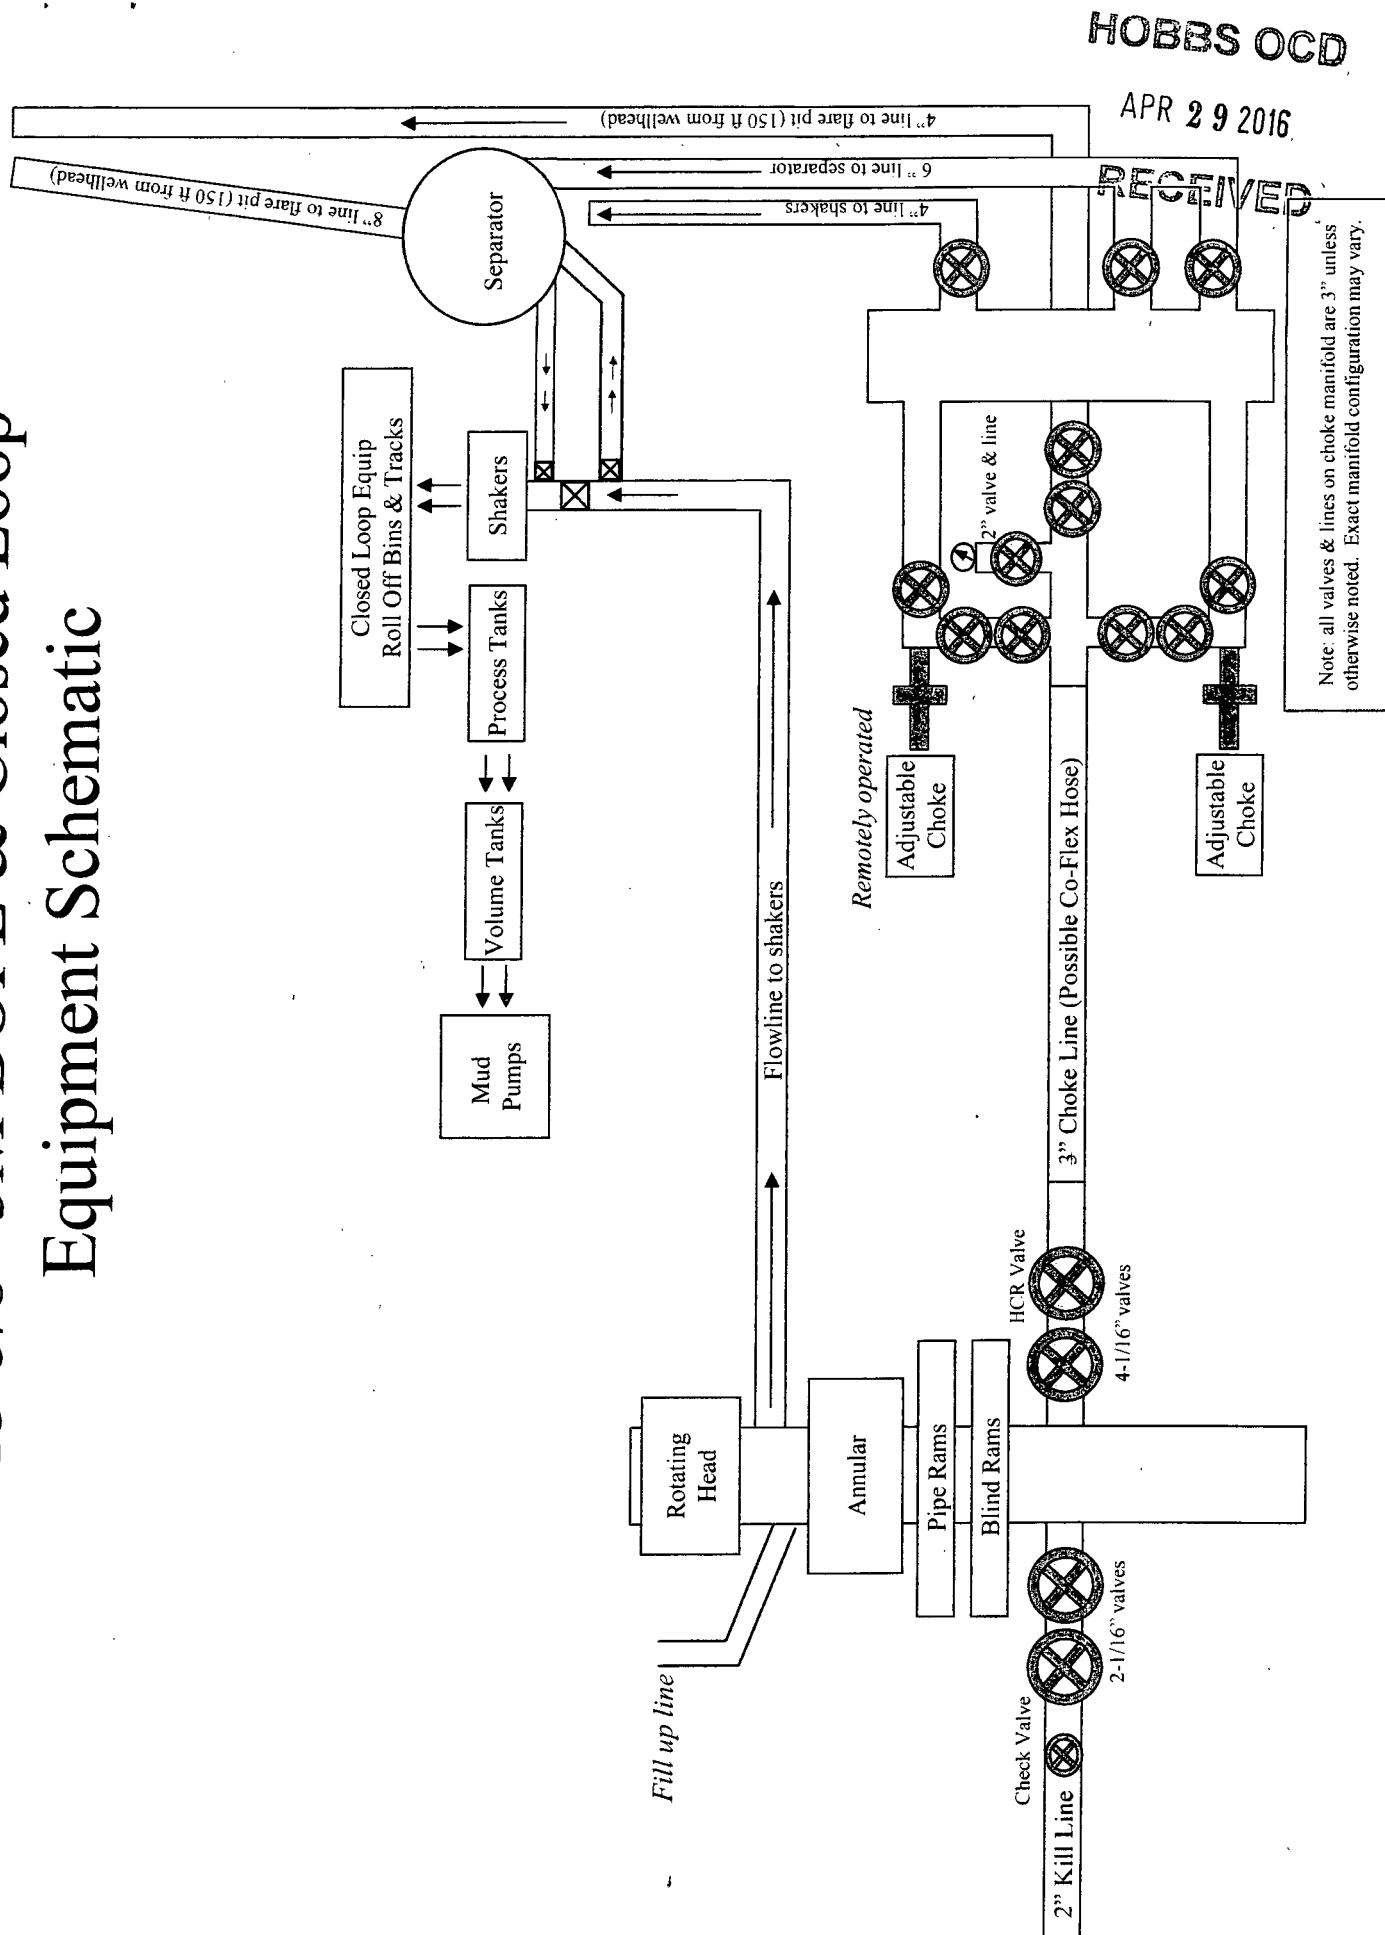 HOBBS OCD
APR 29 2016
RECEIVED
Equipment Schematic
4” line to flare pit (150 ft from wellhead)
8” line to flare pit (150 ft from wellhead)
6” line to separator
4” line to shakers
Separator
Closed Loop Equip
Roll Off Bins & Tracks
Shakers
Process Tanks
Volume Tanks
Mud
Pumps
Flowline to shakers
2” valve & line
Remotely operated
Adjustable
Choke
Adjustable
Choke
3” Choke Line (Possible Co-Flex Hose)
Note: all valves & lines on choke manifold are 3” unless
otherwise noted. Exact manifold configuration may vary.
HCR Valve
4-1/16” valves
Rotating
Head
Annular
Pipe Rams
Blind Rams
Fill up line
2-1/16” valves
Check Valve
2” Kill Line